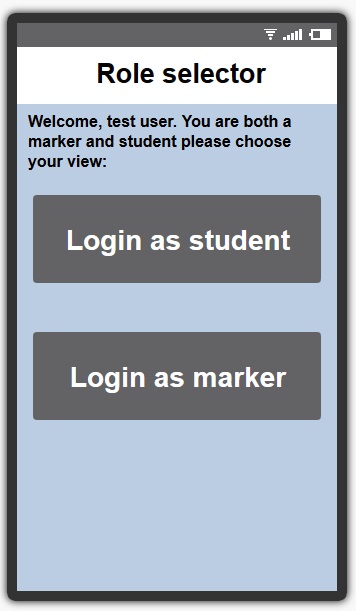 Role selector
Welcome, test user. You are both a
marker and student please choose
your view:
Login as student
Login as marker